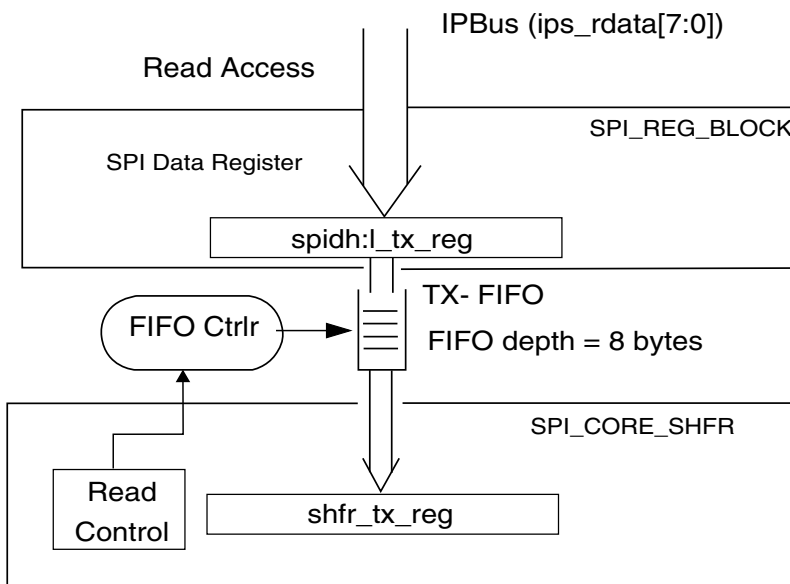 IPBus (ips_rdata[7:0])
Read Access
SPI_REG_BLOCK
SPI Data Register
spidh:l_tx_reg
TX- FIFO
FIFO Ctrlr
FIFO depth = 8 bytes
SPI_CORE_SHFR
Read
Control
shfr_tx_reg